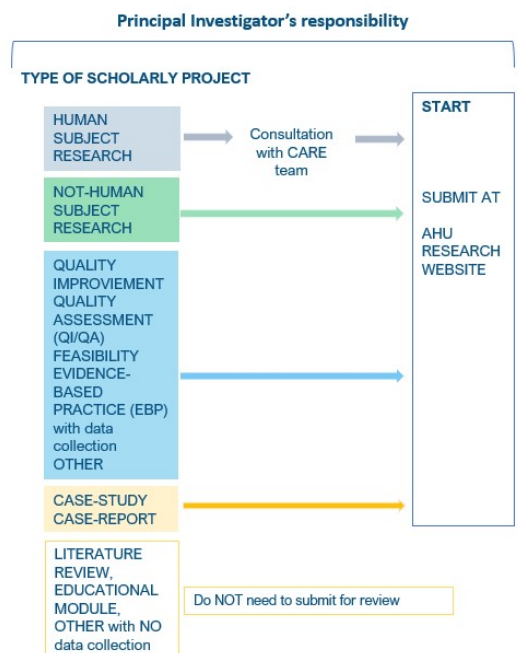 Principal Investigator's responsibility
TYPE OF SCHOLARLY PROJECT
HUMAN
SUBJECT
RESEARCH
Consultation
with CARE
team
START
NOT-HUMAN
SUBJECT
RESEARCH
SUBMIT AT
AHU
RESEARCH
WEBSITE
QUALITY
IMPROVIEMENT
QUALITY
ASSESSMENT
(QI/QA)
FEASIBILITY
EVIDENCE-
BASED
PRACTICE (EBP)
with data
collection
OTHER
CASE-STUDY
CASE-REPORT
LITERATURE
REVIEW,
EDUCATIONAL
MODULE,
OTHER with NO
data collection
Do NOT need to submit for review